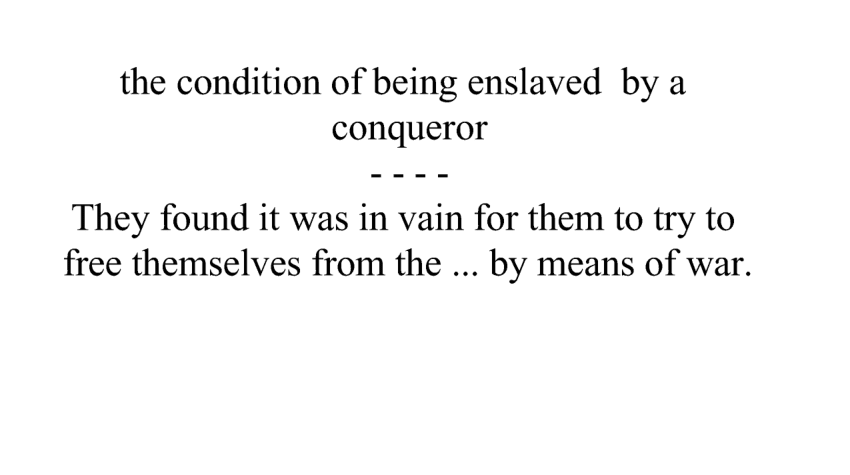 the condition of being enslaved  by a
conqueror
- - - -
They found it was in vain for them to try to
free themselves from the ... by means of war.